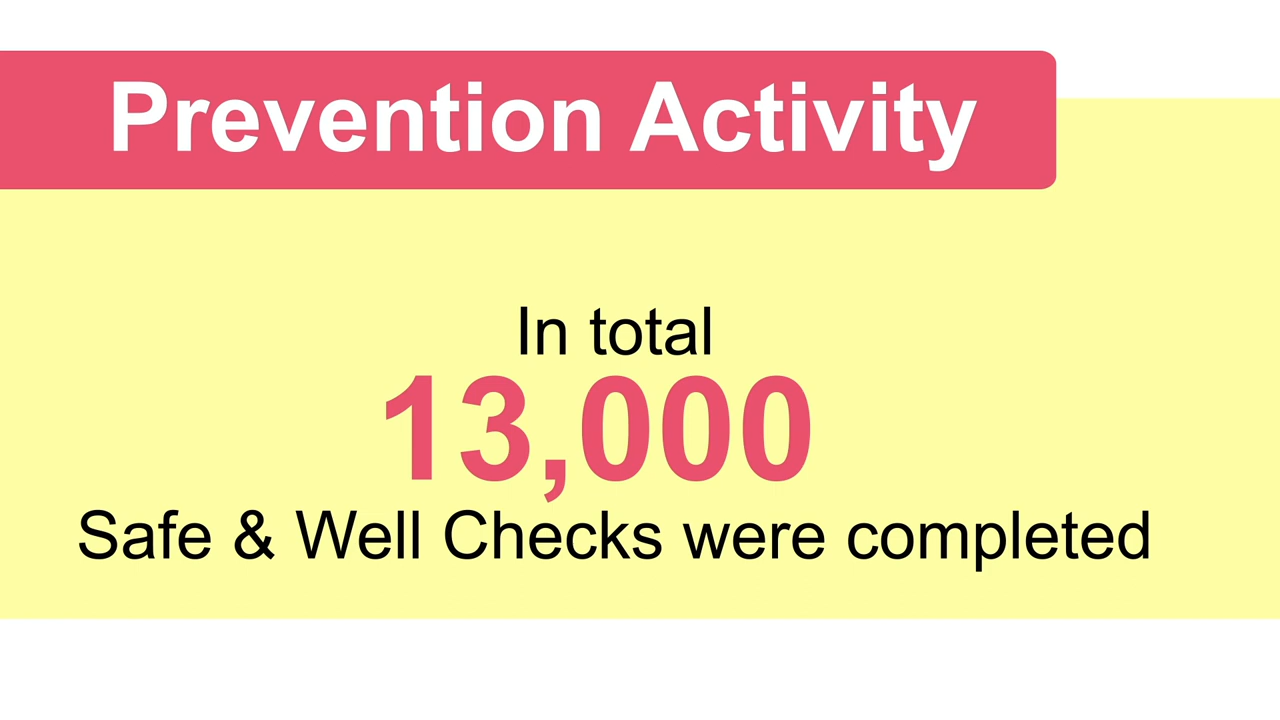 Prevention Activity
In total
13,000
Safe & Well Checks were completed